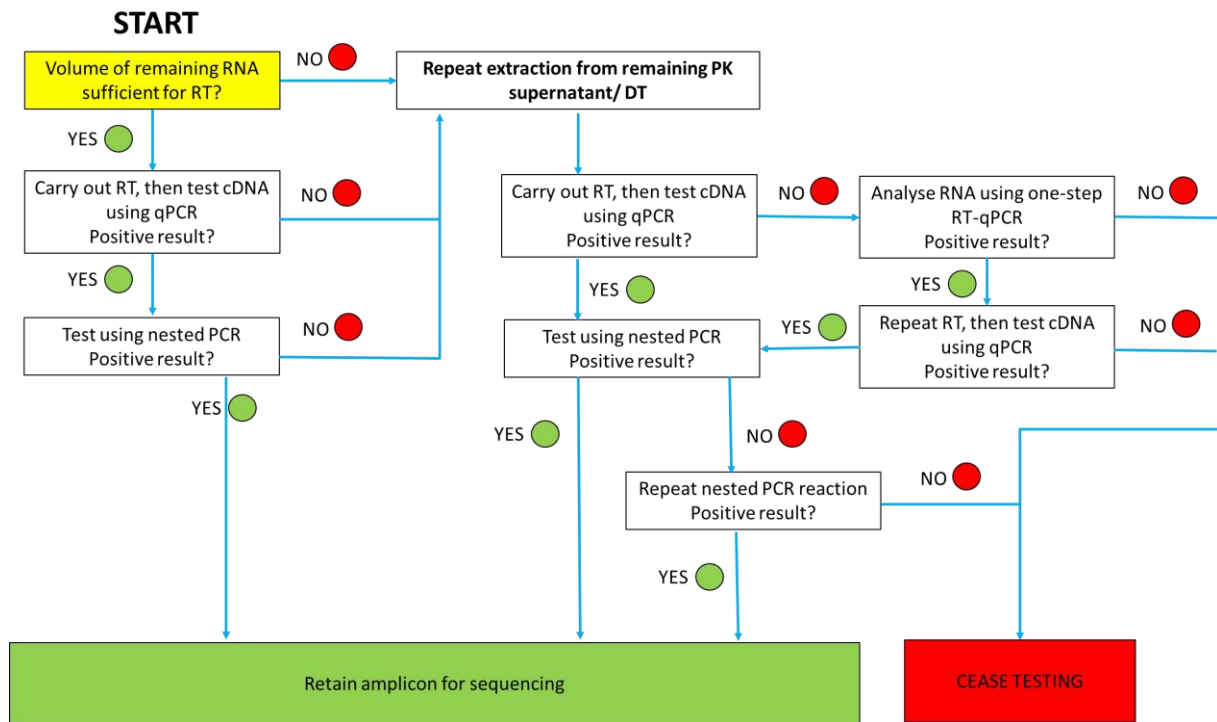 START
Volume of remaining RNA
sufficient for RT?
NO
Repeat extraction from remaining PK
supernatant/ DT
YES
Carry out RT, then test cDNA
using qPCR
Positive result?
NO
Carry out RT, then test cDNA
using qPCR
Positive result?
NO
Analyse RNA using one-step
RT-qPCR
Positive result?
NO
YES
YES
YES
Test using nested PCR
Positive result?
NO
Test using nested PCR
Positive result?
YES
Repeat RT, then test cDNA
using qPCR
Positive result?
NO
YES
YES
NO
Repeat nested PCR reaction
Positive result?
NO
YES
Retain amplicon for sequencing
CEASE TESTING